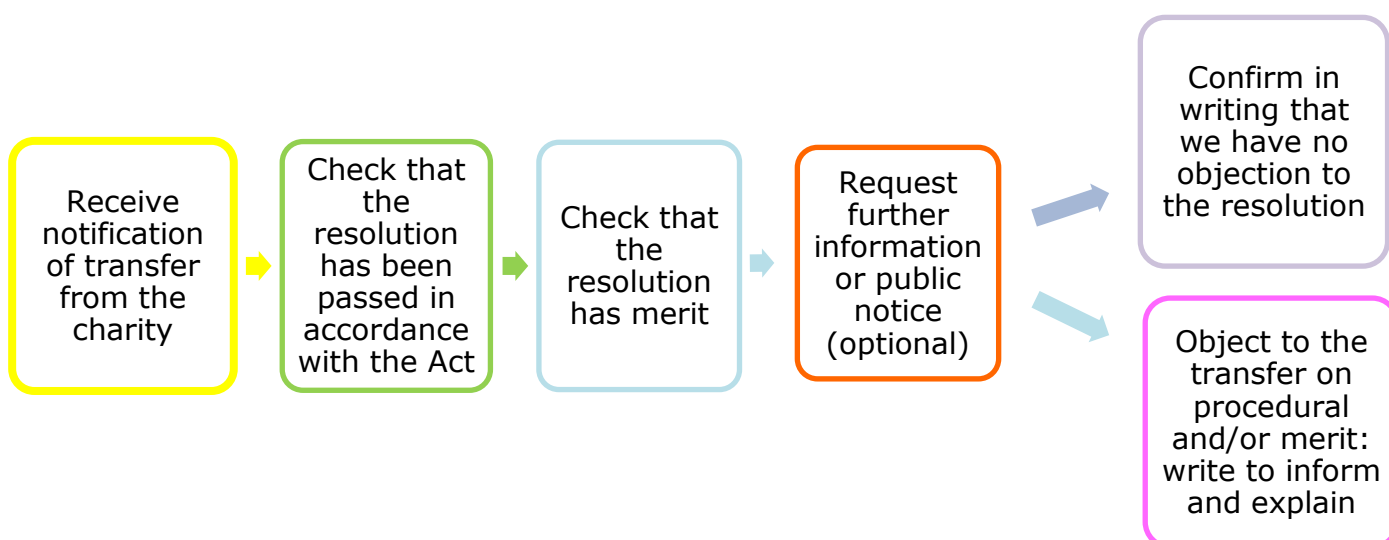 Receive
notification
of transfer
from the
charity
Check that
the
resolution
has been
passed in
accordance
with the Act
Check that
the
resolution
has merit
Request
further
information
or public
notice
(optional)
Confirm in
writing that
we have no
objection to
the resolution
Object to the
transfer on
procedural
and/or merit:
write to inform
and explain